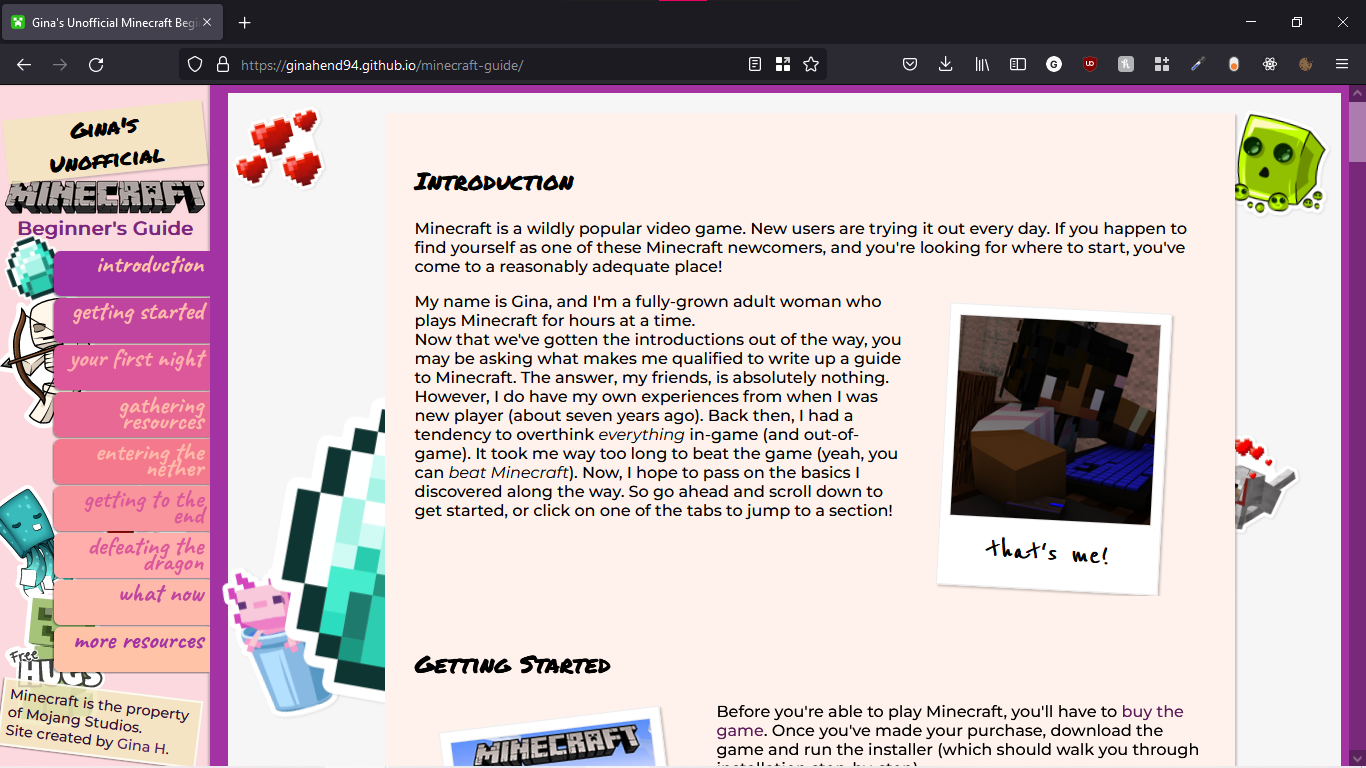 Gina's Unofficial Minecraft Begi
https://ginahend94.github.io/minecraft-guide/
Gina's
Unofficial
MINECRAFT
Beginner's Guide
introduction
getting started
your first night
gathering
resources
entering the
nether
getting to the
end
defeating the
dragon
what now
more resources
Free
HUGS
Minecraft is the property
of Mojang Studios.
Site created by Gina H.
Introduction
Minecraft is a wildly popular video game. New users are trying it out every day. If you happen to
find yourself as one of these Minecraft newcomers, and you're looking for where to start, you've
come to a reasonably adequate place!
My name is Gina, and I'm a fully-grown adult woman who
plays Minecraft for hours at a time.
Now that we've gotten the introductions out of the way, you
may be asking what makes me qualified to write up a guide
to Minecraft. The answer, my friends, is absolutely nothing.
However, I do have my own experiences from when I was
new player (about seven years ago). Back then, I had a
tendency to overthink everything in-game (and out-of-
game). It took me way too long to beat the game (yeah, you
can beat Minecraft). Now, I hope to pass on the basics I
discovered along the way. So go ahead and scroll down to
get started, or click on one of the tabs to jump to a section!
that's me!
Getting Started
MINECRAFT
Before you're able to play Minecraft, you'll have to buy the
game. Once you've made your purchase, download the
game and run the installer (which should walk you through
installation step-by-step).